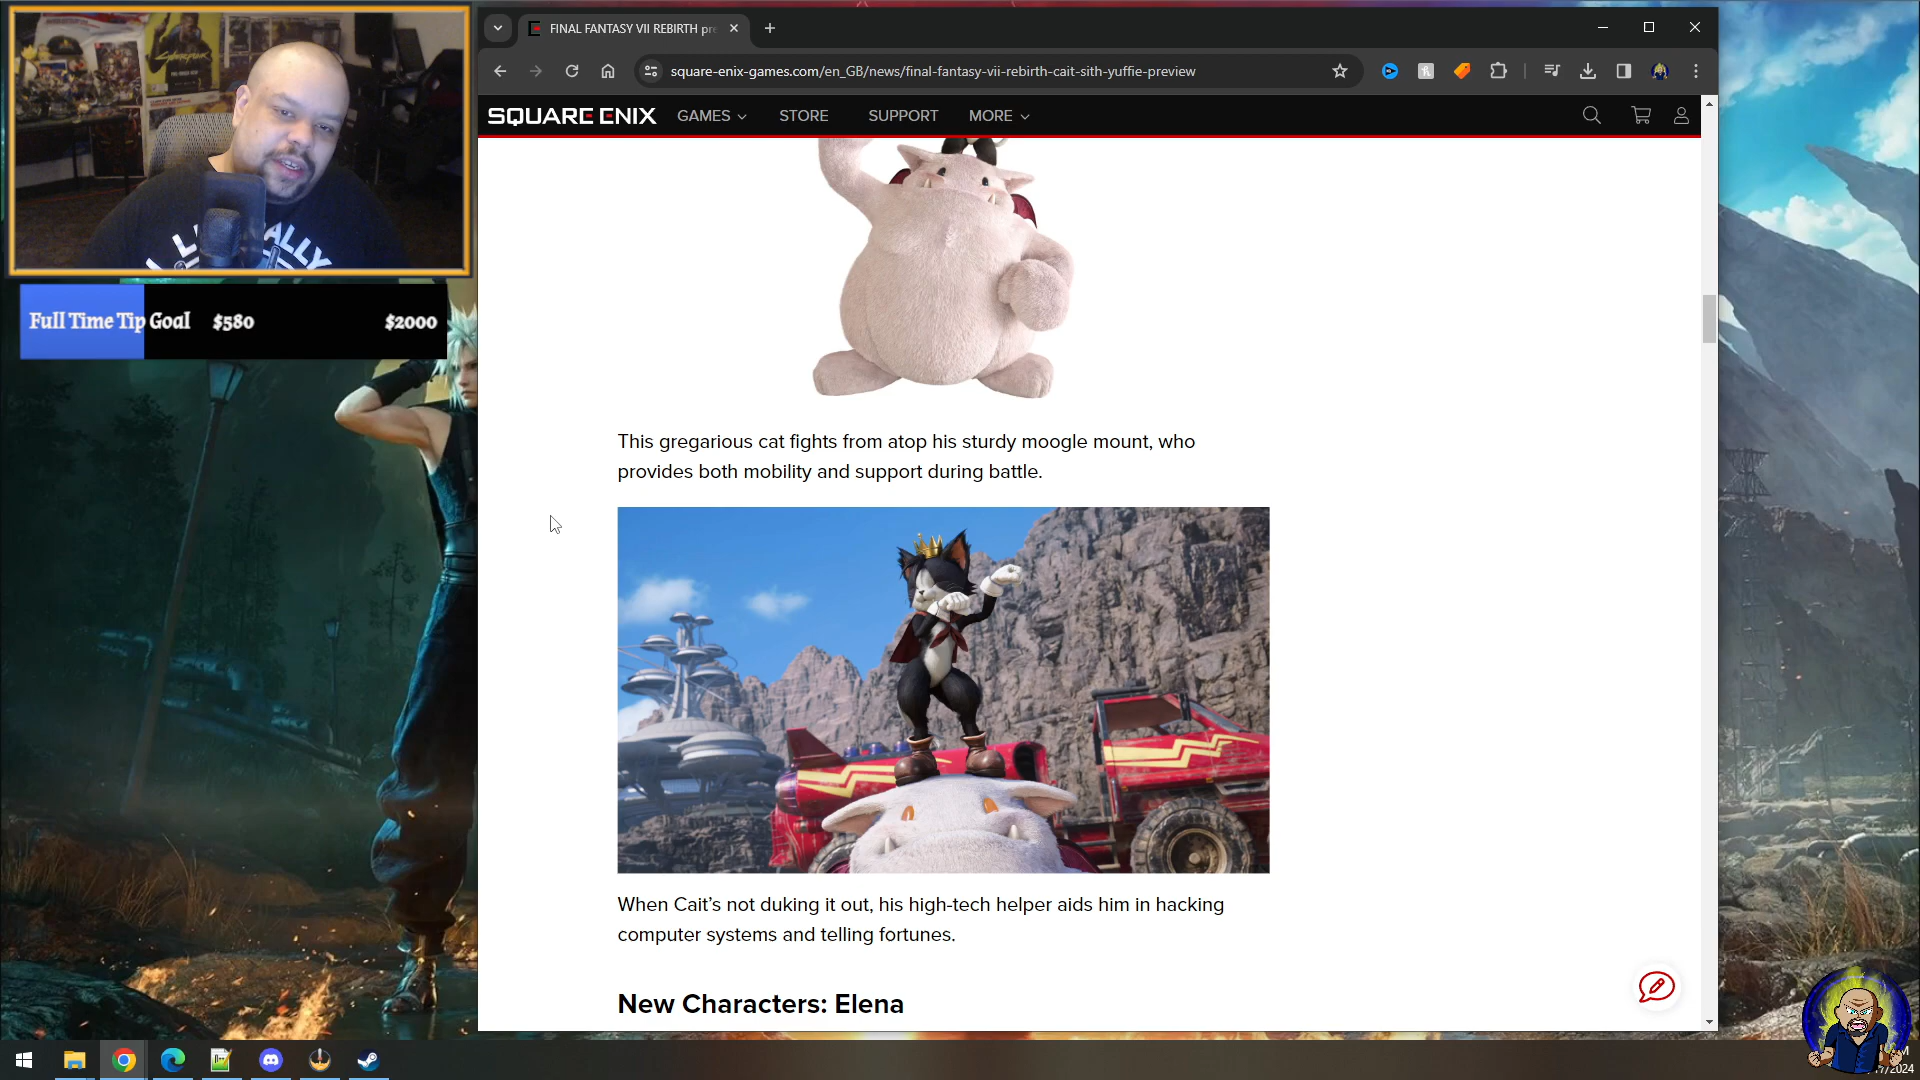 FINAL FANTASY VII REBIRTH pre
square-enix-games.com/en_GB/news/final-fantasy-vii-rebirth-cait-sith-yuffie-preview
SQUARE ENIX GAMES STORE SUPPORT MORE
Full Time Tip Goal $580 $2000
This gregarious cat fights from atop his sturdy moogle mount, who
provides both mobility and support during battle.
When Cait’s not duking it out, his high-tech helper aids him in hacking
computer systems and telling fortunes.
New Characters: Elena